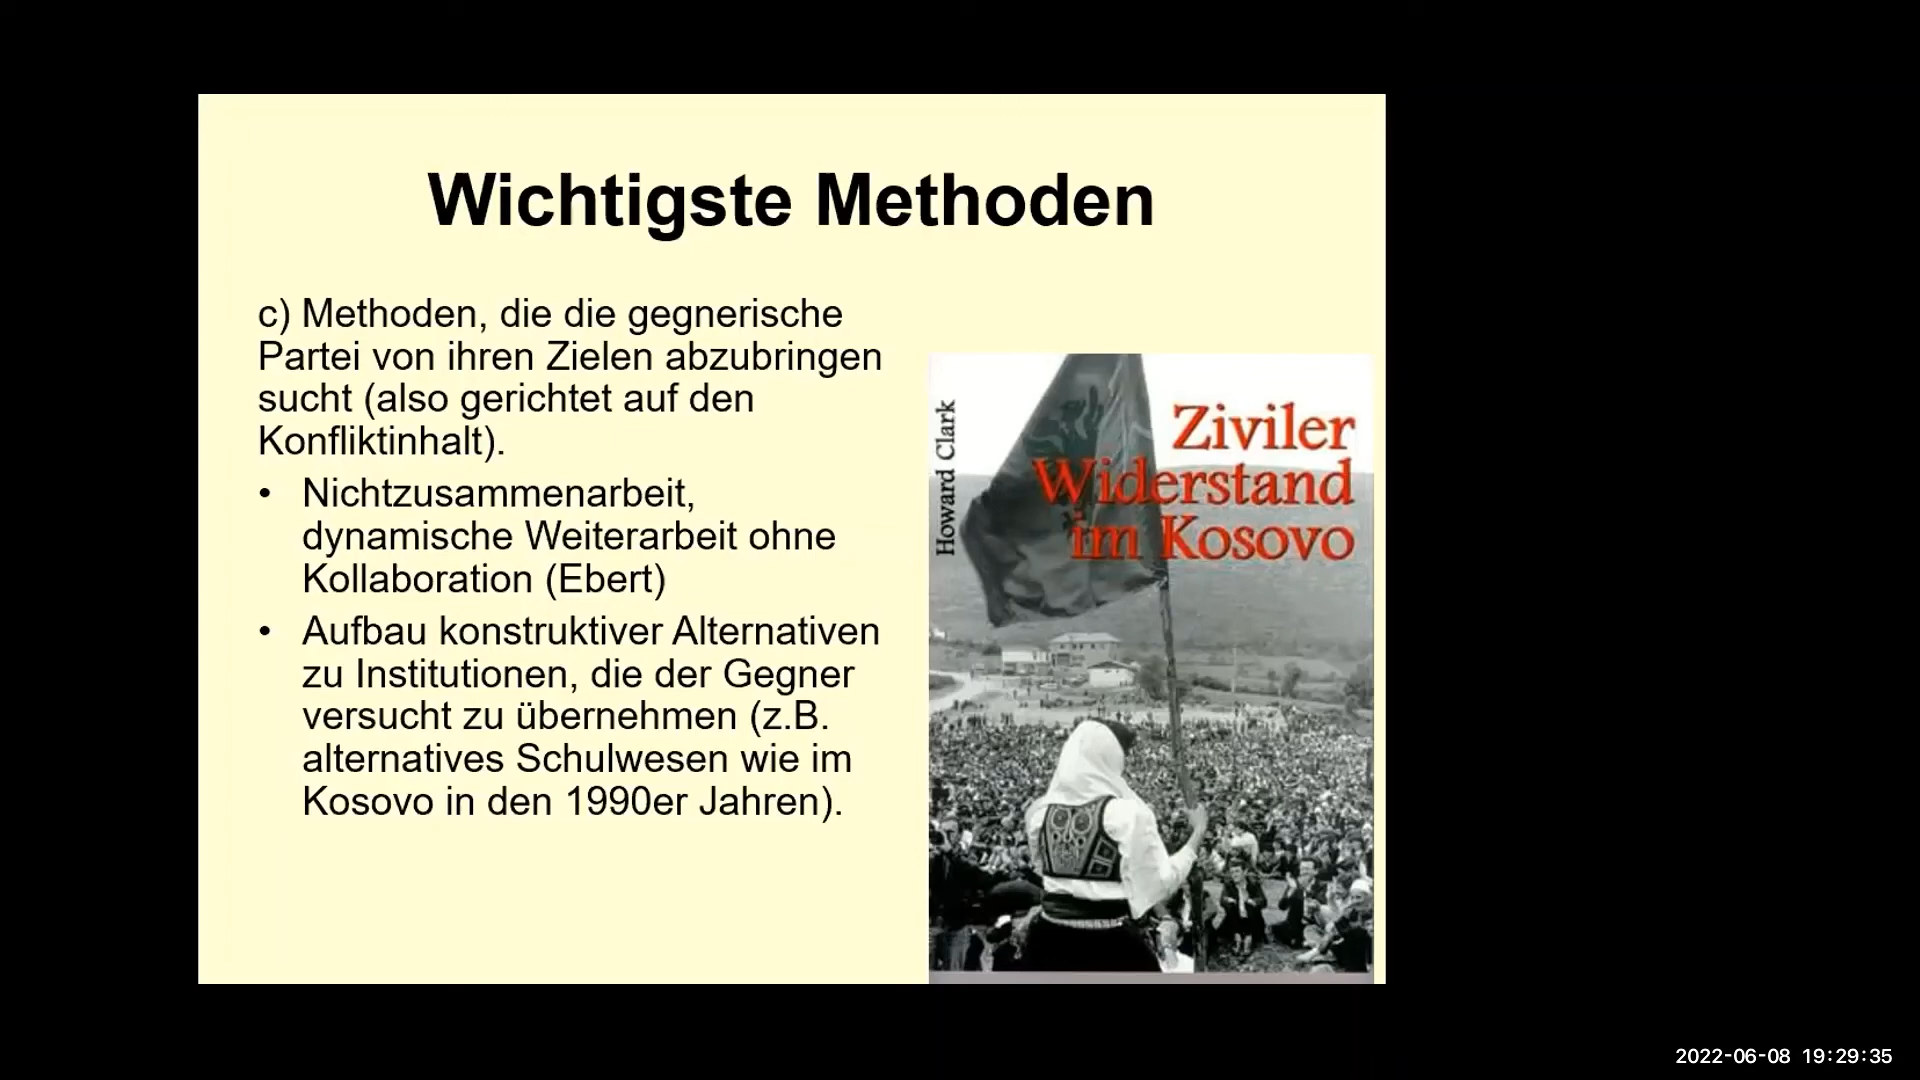 Wichtigste Methoden
c) Methoden, die die gegnerische
Partei von ihren Zielen abzubringen
sucht (also gerichtet auf den
Konfliktinhalt).
• Nichtzusammenarbeit,
dynamische Weiterarbeit ohne
Kollaboration (Ebert)
• Aufbau konstruktiver Alternativen
zu Institutionen, die der Gegner
versucht zu übernehmen (z.B.
alternatives Schulwesen wie im
Kosovo in den 1990er Jahren).
Howard Clark
Ziviler
Widerstand
im Kosovo
2022-06-08 19:29:35